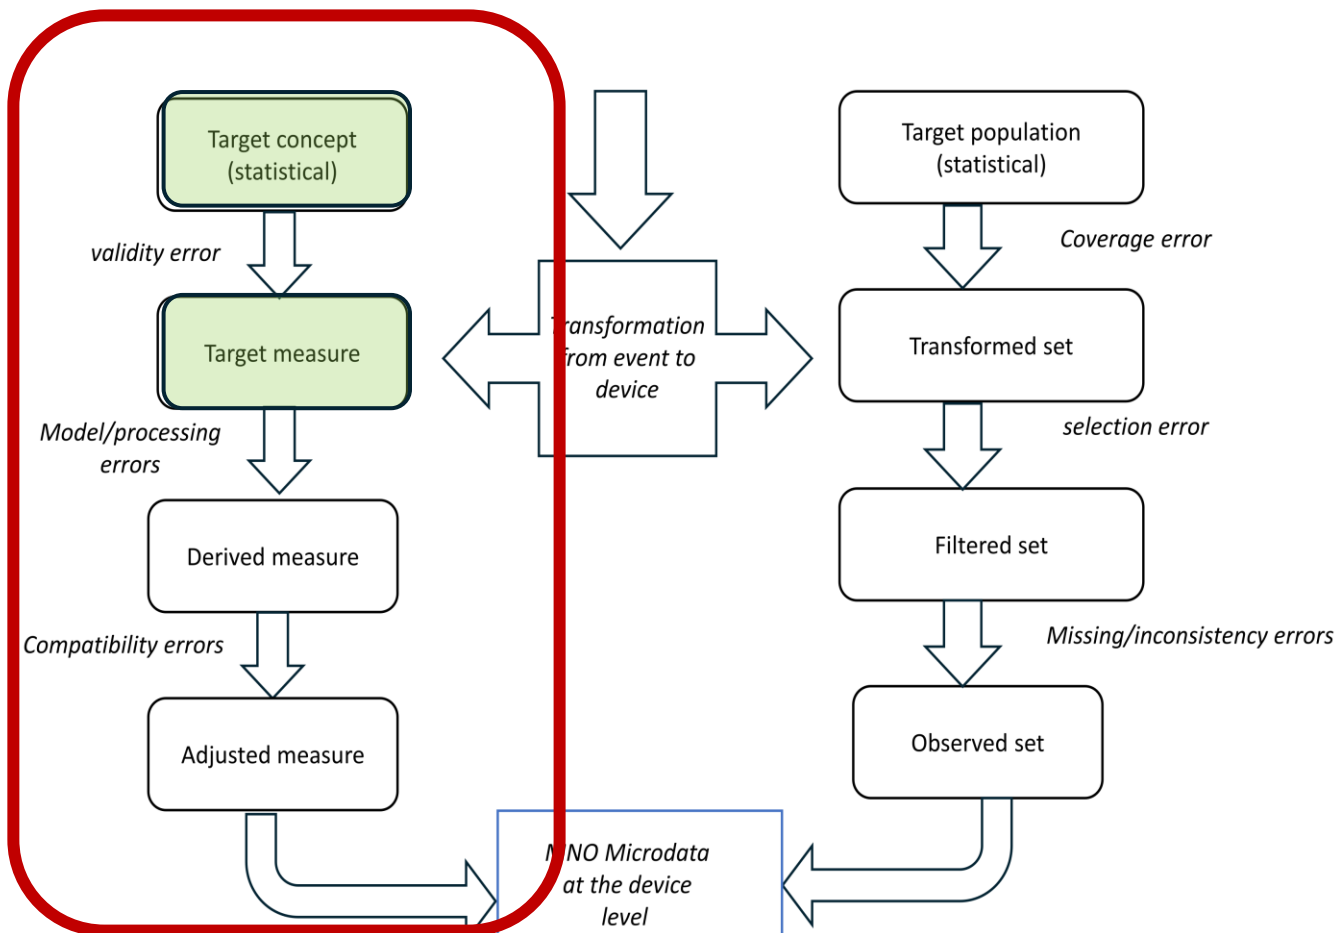 Target concept
(statistical)
validity error
Target measure
Model/processing
errors
Derived measure
Compatibility errors
Adjusted measure
Transformation
from event to
device
MNO Microdata
at the device
level
Target population
(statistical)
Coverage error
Transformed set
selection error
Filtered set
Missing/inconsistency errors
Observed set